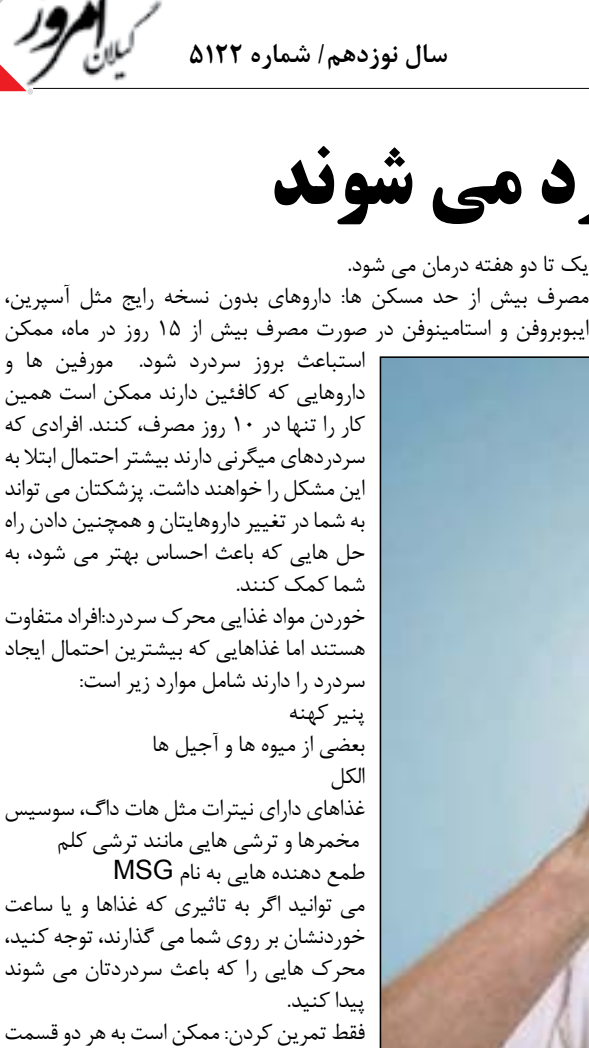 گیلان امروز
سال نوزدهم/ شماره ۵۱۲۲
رد می شوند
یک تا دو هفته درمان می شود.
مصرف بیش از حد مسکن ها: داروهای بدون نسخه رایج مثل آسپرین،
ایبوبروفن و استامینوفن در صورت مصرف بیش از ۱۵ روز در ماه، ممکن
استباعث بروز سردرد شود. مورفین ها و
داروهایی که کافئین دارند ممکن است همین
کار را تنها در ۱۰ روز مصرف، کنند. افرادی که
سردردهای میگرنی دارند بیشتر احتمال ابتلا به
این مشکل را خواهند داشت. پزشکتان می تواند
به شما در تغییر داروهایتان و همچنین دادن راه
حل هایی که باعث احساس بهتر می شود، به
شما کمک کنند.
خوردن مواد غذایی محرک سردرد:افراد متفاوت
هستند اما غذاهایی که بیشترین احتمال ایجاد
سردرد را دارند شامل موارد زیر است:
پنیر کهنه
بعضی از میوه ها و آجیل ها
الکل
غذاهای دارای نیترات مثل هات داگ، سوسیس
مخمرها و ترشی هایی مانند ترشی کلم
طمع دهنده هایی به نام MSG
می توانید اگر به تاثیری که غذاها و یا ساعت
خوردنشان بر روی شما می گذارند، توجه کنید،
محرک هایی را که باعث سردردتان می شوند
پیدا کنید.
فقط تمرین کردن: ممکن است به هر دو قسمت